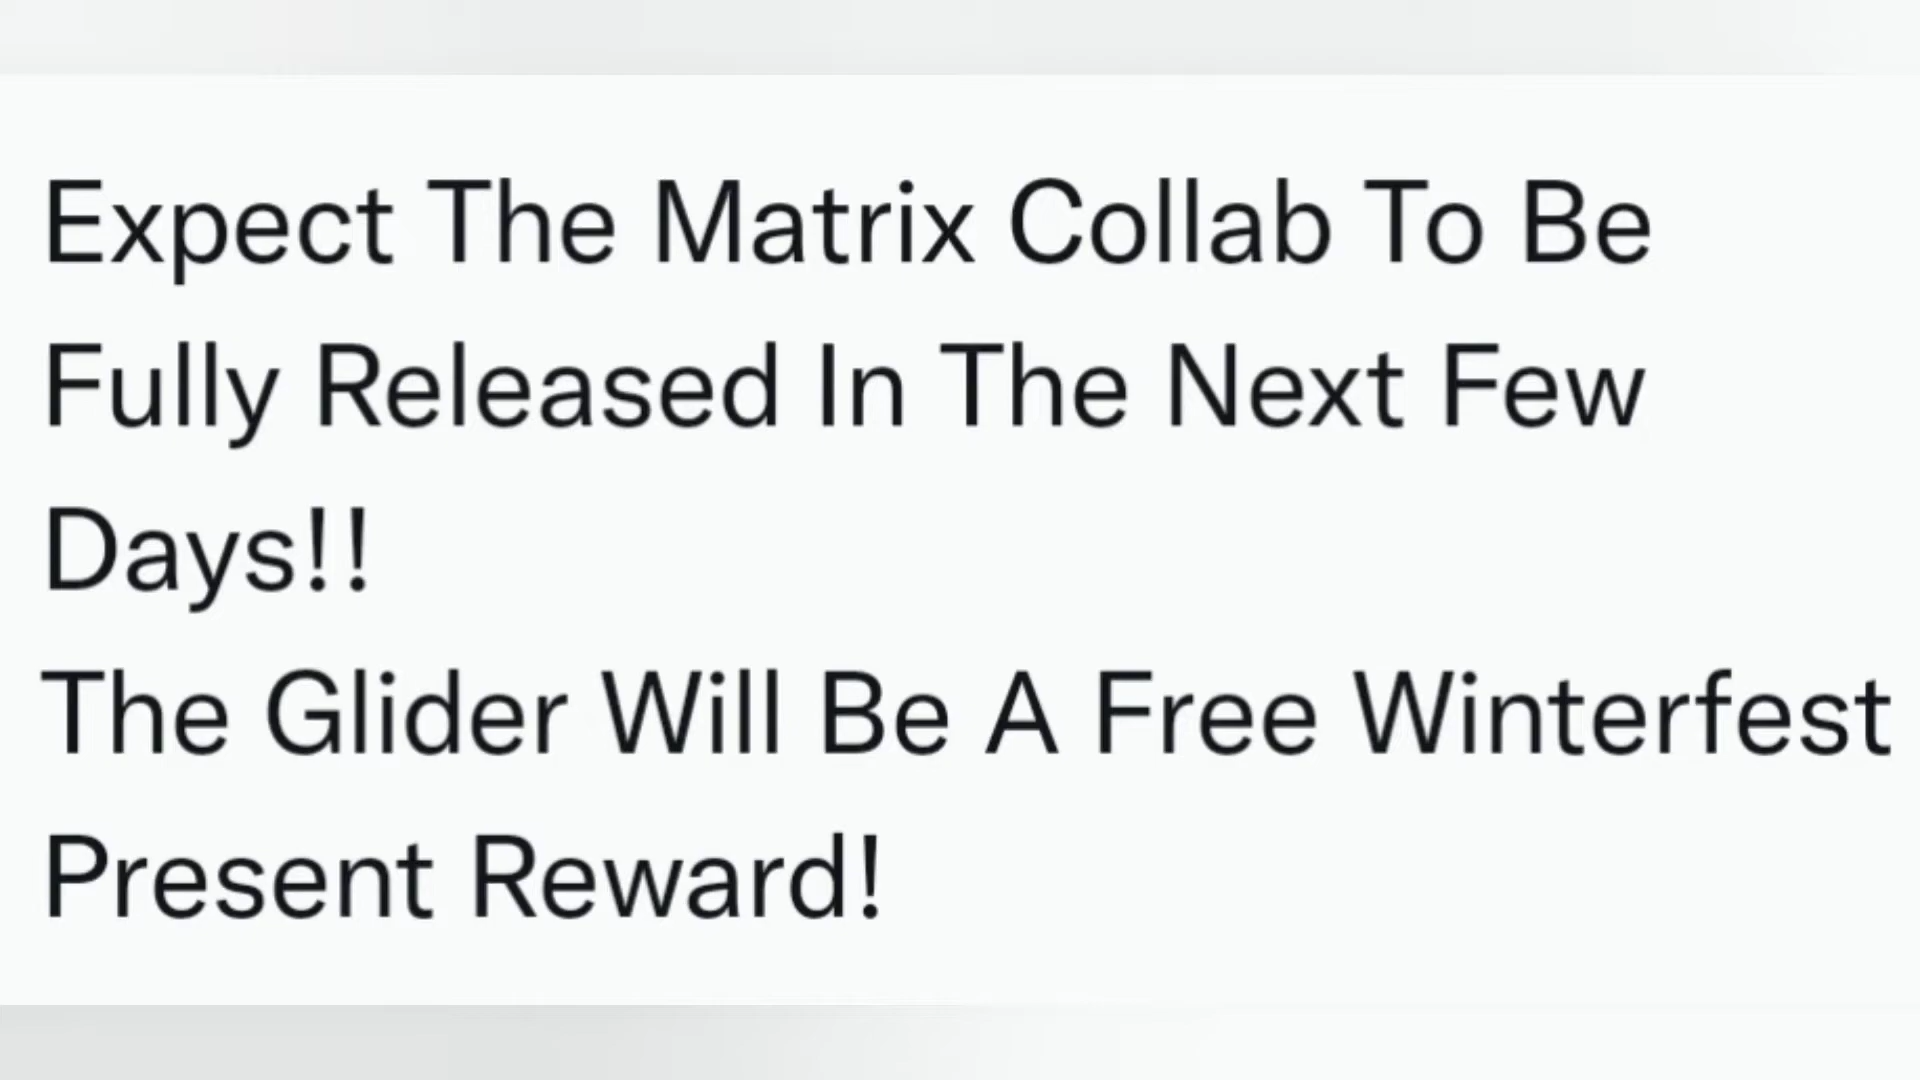 Expect The Matrix Collab To Be
Fully Released In The Next Few
Days!!
The Glider Will Be A Free Winterfest
Present Reward!